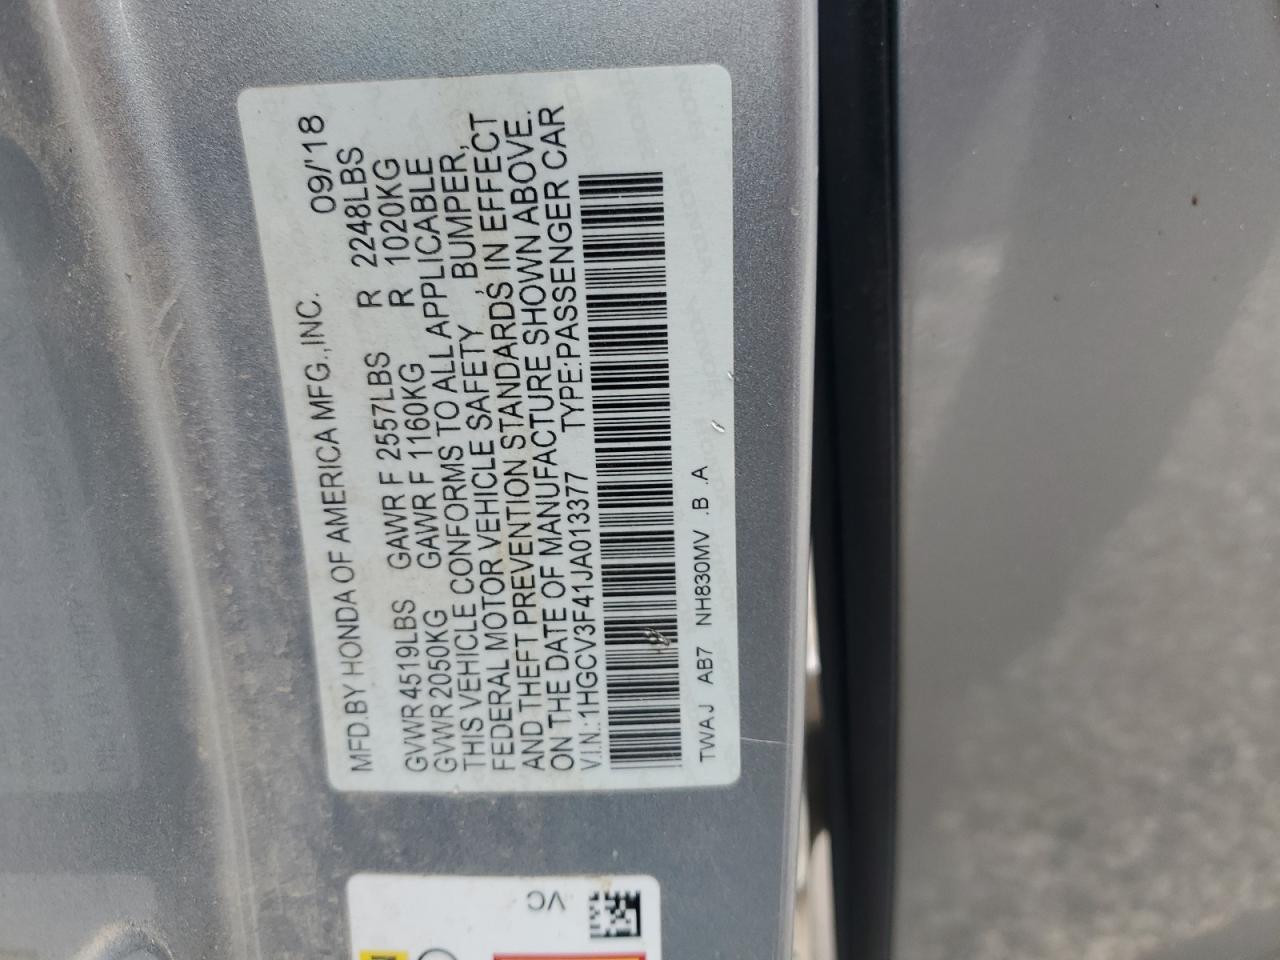 MFD.BY HONDA OF AMERICA MFG.,INC. 09/'18
GVWR 4519LBS GAWR F 2557LBS R 2248LBS
GVWR 2050KG GAWR F 1160KG R 1020KG
THIS VEHICLE CONFORMS TO ALL APPLICABLE
FEDERAL MOTOR VEHICLE SAFETY , BUMPER,
AND THEFT PREVENTION STANDARDS IN EFFECT
ON THE DATE OF MANUFACTURE SHOWN ABOVE.
V.I.N.:1HGCV3F41JA013377 TYPE:PASSENGER CAR
TWAJ AB7 NH830MV .B .A
VC